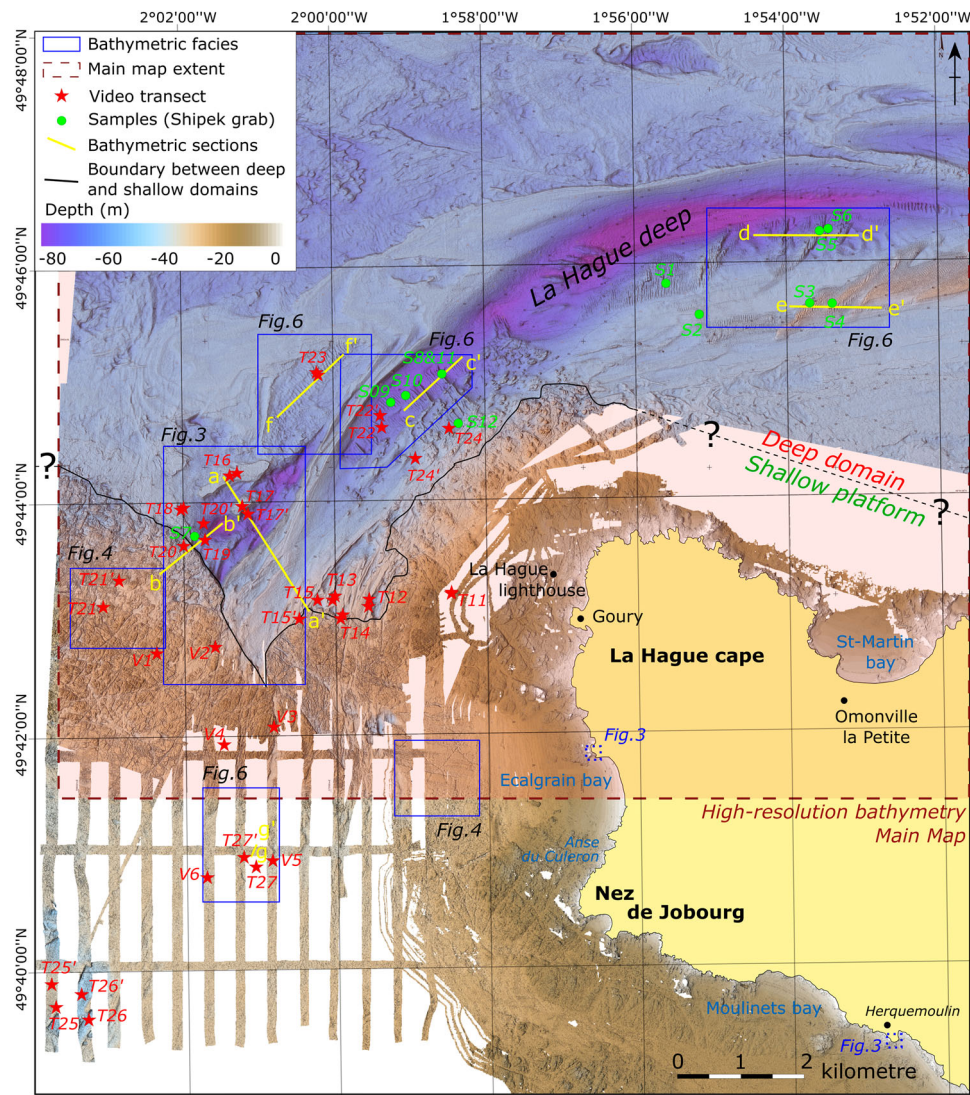 2°02'00"W
2°00'00"W
1°58'00"W
1°56'00"W
1°54'00"W
1°52'00"W
49°48'00"N
49°46'00"N
49°44'00"N
49°42'00"N
49°40'00"N
Bathymetric facies
Main map extent
Video transect
Samples (Shipek grab)
Bathymetric sections
Boundary between deep
and shallow domains
Depth (m)
-80 -60 -40 -20 0
N
La Hague deep
S6
d d'
S5
S1
S3
e e'
S2
S4
Fig.6
Fig.6
f'
T23
f
Fig.6
S8&11
c'
S10
S09
c
T22'
T22
S12
T24
T24'
?
Deep domain
Shallow platform
?
?
Fig.3
T16
a
T17
T18
T20'
T17'
b'
T19
T20
b
Fig.4
T21'
T21
T13
T15
T12
T15'
a'
T14
T11
V1
V2
V3
V4
La Hague
lighthouse
Goury
La Hague cape
St-Martin
bay
Omonville
la Petite
Fig.3
Ecalgrain bay
Fig.6
Fig.4
High-resolution bathymetry
Main Map
g'
T27'
g
V5
V6
T27
Anse
du Culeron
Nez
de Jobourg
T25'
T26'
T25
T26
Moulinets bay
Herquemoulin
Fig.3
0 1 2
kilometre